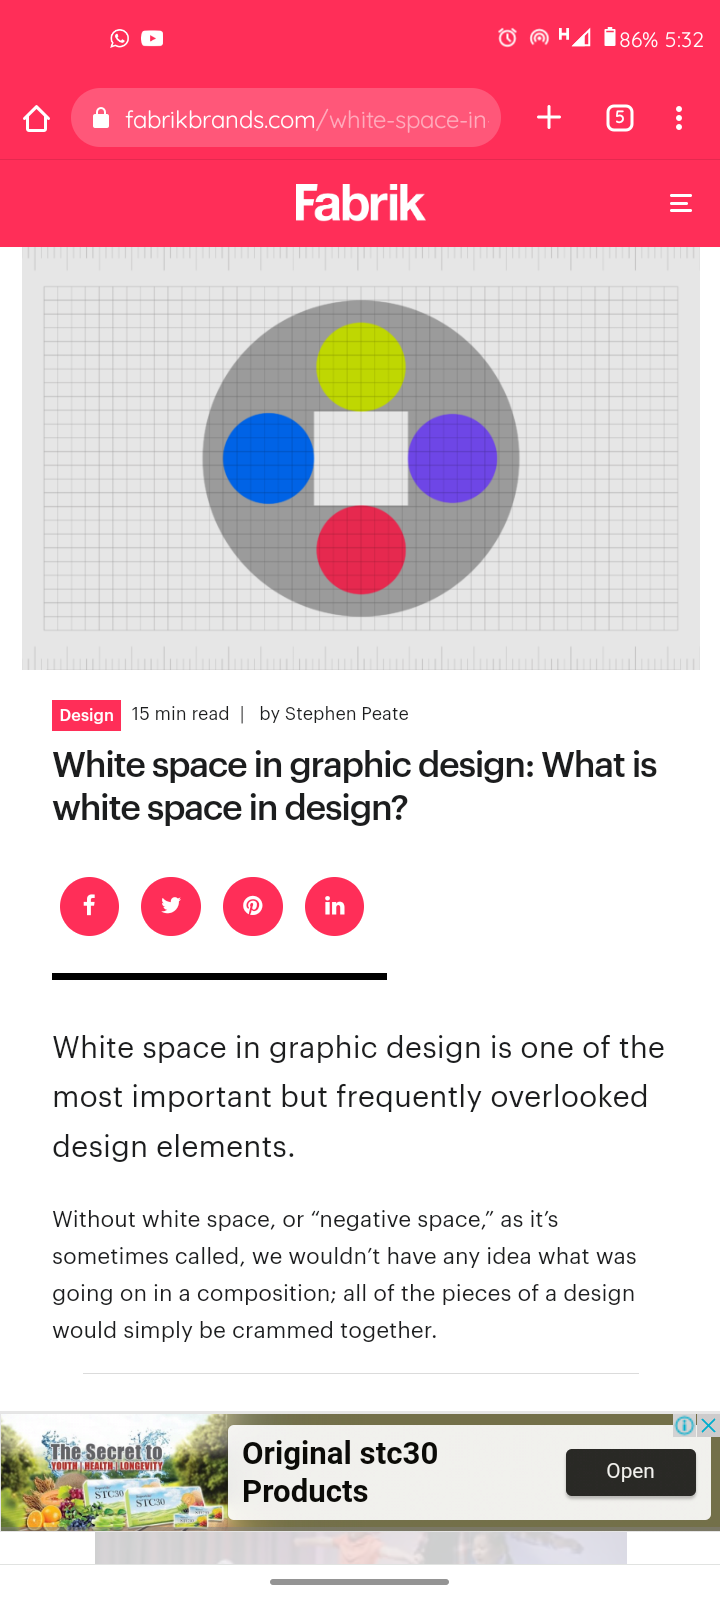 86% 5:32
fabrikbrands.com/white-space-in
5
Fabrik
Design 15 min read | by Stephen Peate
White space in graphic design: What is
white space in design?
White space in graphic design is one of the
most important but frequently overlooked
design elements.
Without white space, or “negative space,” as it’s
sometimes called, we wouldn’t have any idea what was
going on in a composition; all of the pieces of a design
would simply be crammed together.
The Secret to
YOUTH | HEALTH | LONGEVITY
STC30
STC30
Original stc30
Products
Open